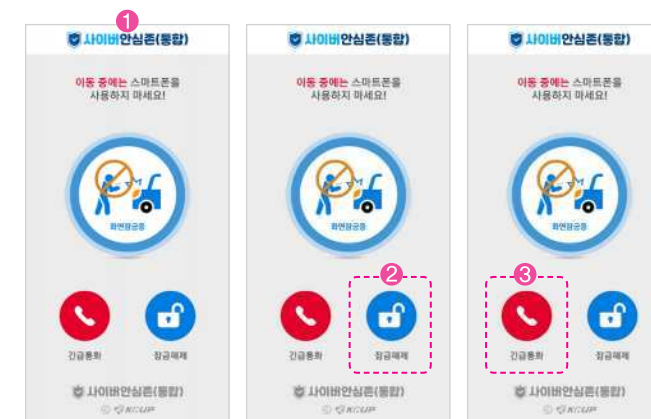 1
사이버안심존(통합)
이동 중에는 스마트폰을
사용하지 마세요!
화면잠금중
긴급통화
잠금해제
사이버안심존(통합)
사이버안심존(통합)
이동 중에는 스마트폰을
사용하지 마세요!
화면잠금중
2
긴급통화
잠금해제
사이버안심존(통합)
사이버안심존(통합)
이동 중에는 스마트폰을
사용하지 마세요!
화면잠금중
3
긴급통화
잠금해제
사이버안심존(통합)